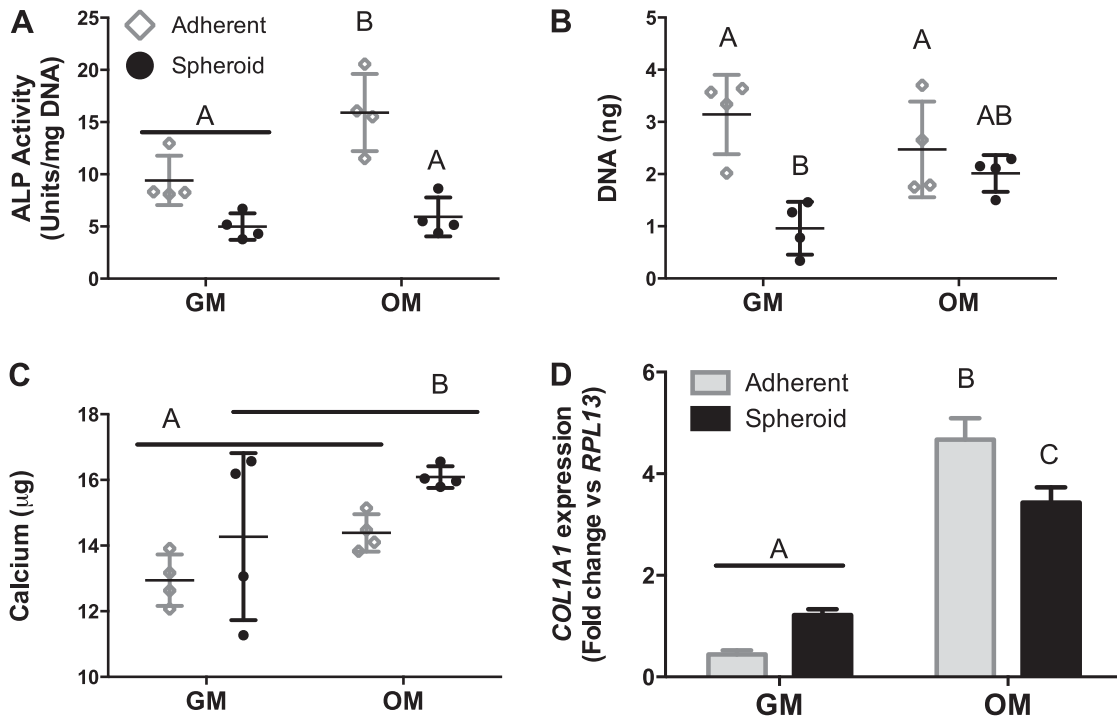 A
ALP Activity
(Units/mg DNA)
25
20
15
10
5
0
Adherent
Spheroid
A
B
A
GM
OM
B
DNA (ng)
5
4
3
2
1
0
A
B
A
AB
GM
OM
C
Calcium (μg)
18
16
14
12
10
A
B
GM
OM
D
COL1A1 expression
(Fold change vs RPL13)
6
4
2
0
Adherent
Spheroid
A
B
C
GM
OM